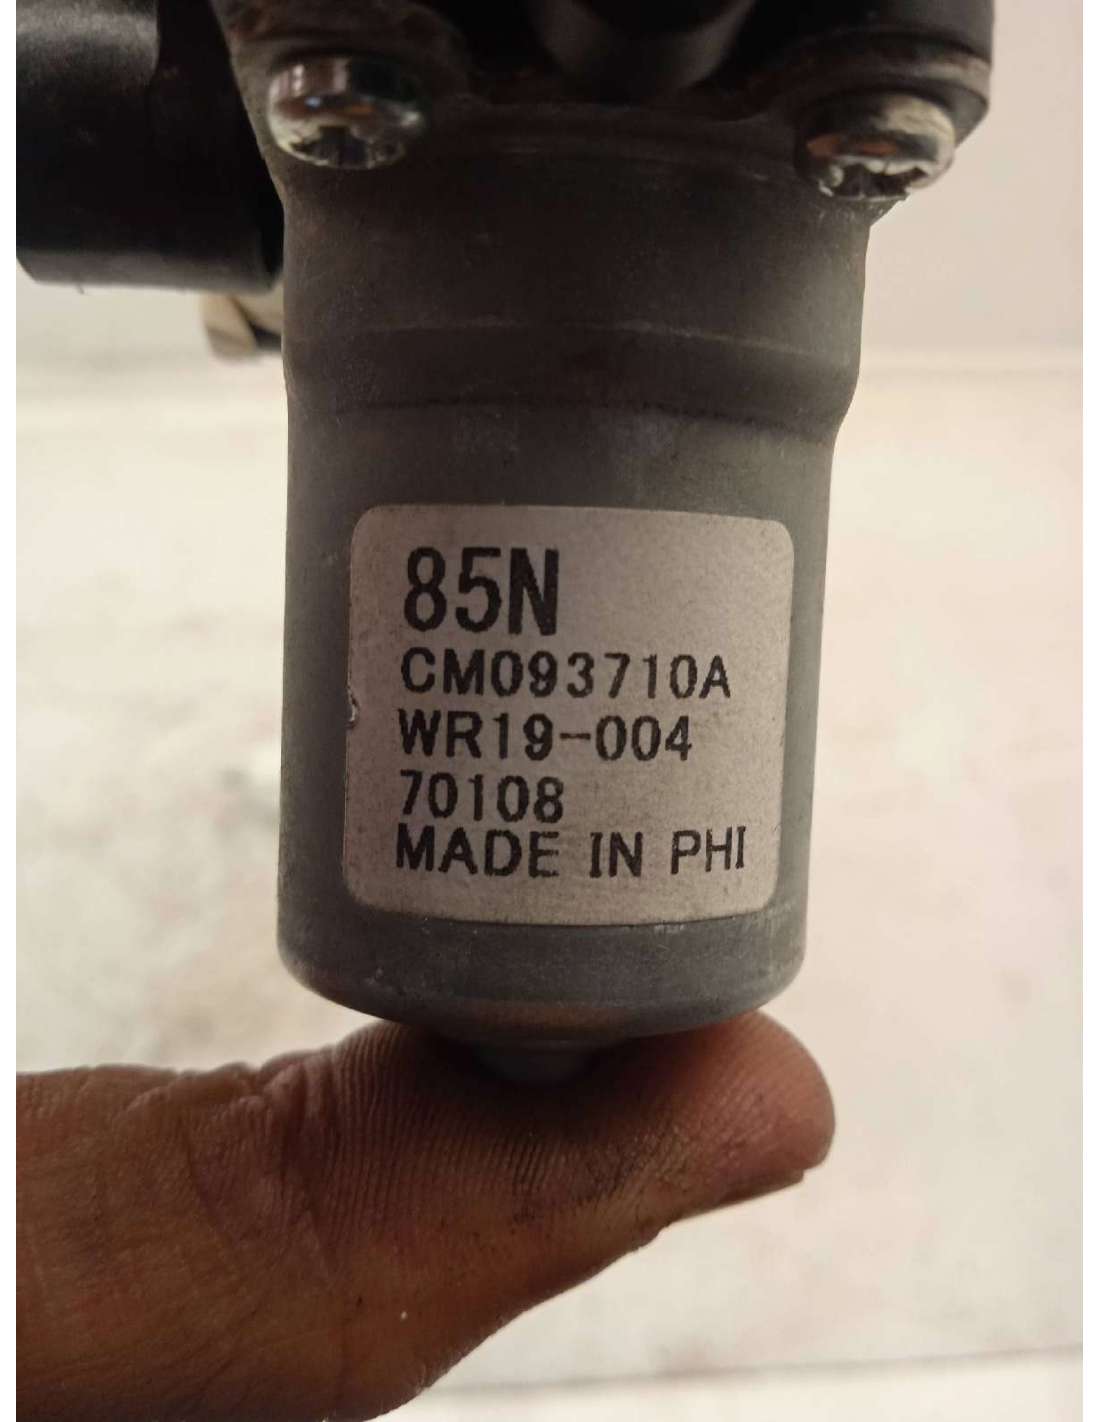 85N
CM093710A
WR19-004
70108
MADE IN PHI